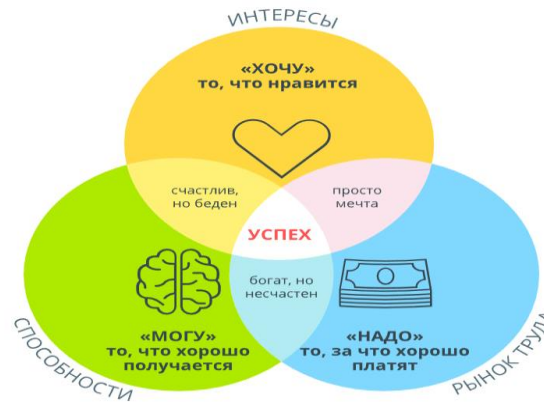 ИНТЕРЕСЫ
«ХОЧУ»
то, что нравится
счастлив,
но беден
просто
мечта
УСПЕХ
богат, но
несчастен
«МОГУ»
то, что хорошо
получается
«НАДО»
то, за что хорошо
платят
СПОСОБНОСТИ
РЫНОК ТРУДА